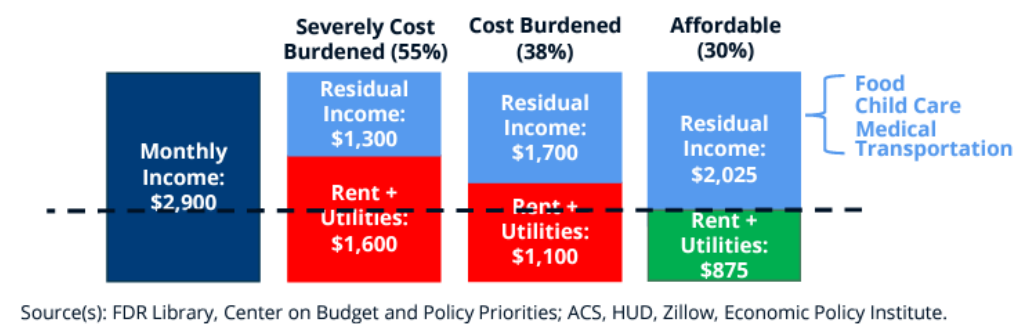 Severely Cost
Burdened (55%)
Cost Burdened
(38%)
Affordable
(30%)
Monthly
Income:
$2,900
Residual
Income:
$1,300
Rent +
Utilities:
$1,600
Residual
Income:
$1,700
Rent +
Utilities:
$1,100
Residual
Income:
$2,025
Rent +
Utilities:
$875
Food
Child Care
Medical
Transportation
Source(s): FDR Library, Center on Budget and Policy Priorities; ACS, HUD, Zillow, Economic Policy Institute.